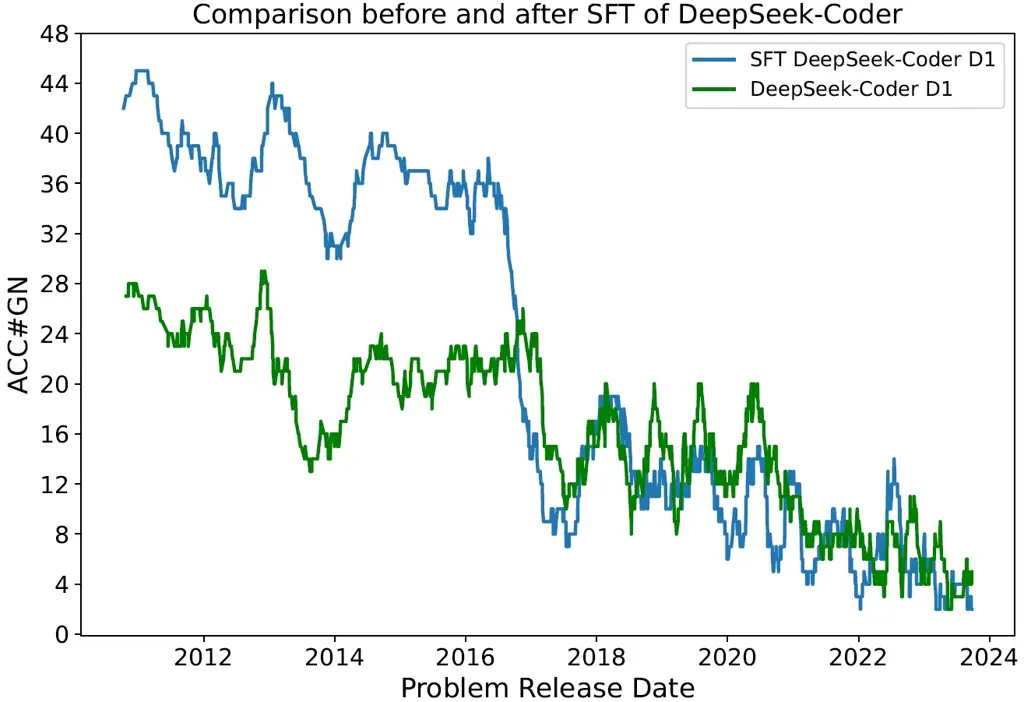 Comparison before and after SFT of DeepSeek-Coder
SFT DeepSeek-Coder D1
DeepSeek-Coder D1
ACC#GN
48
44
40
36
32
28
24
20
16
12
8
4
0
2012 2014 2016 2018 2020 2022 2024
Problem Release Date